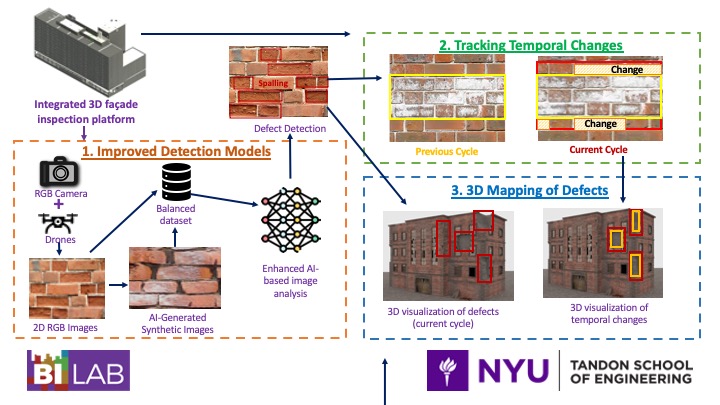 Integrated 3D façade
inspection platform
1. Improved Detection Models
RGB Camera
+
Drones
2D RGB Images
AI-Generated
Synthetic Images
Balanced
dataset
Enhanced AI-
based image
analysis
Spalling
Defect Detection
2. Tracking Temporal Changes
Previous Cycle
Change
Change
Current Cycle
3. 3D Mapping of Defects
3D visualization of defects
(current cycle)
3D visualization of
temporal changes
BI LAB
NYU
TANDON SCHOOL
OF ENGINEERING